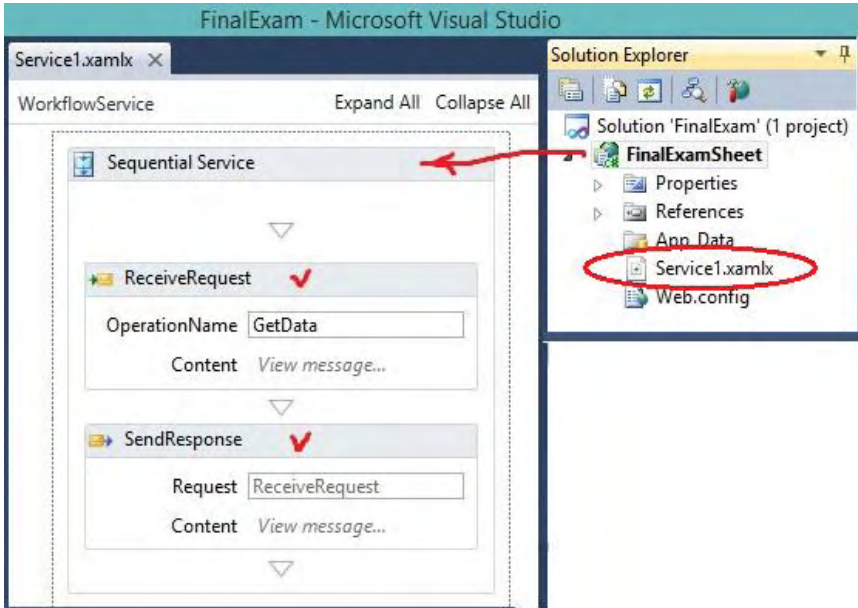 FinalExam - Microsoft Visual Studio
Service1.xamlx
WorkflowService
Expand All Collapse All
Sequential Service
ReceiveRequest
OperationName GetData
Content View message...
SendResponse
Request ReceiveRequest
Content View message...
Solution Explorer
Solution 'FinalExam' (1 project)
FinalExamSheet
Properties
References
App_Data
Service1.xamlx
Web.config